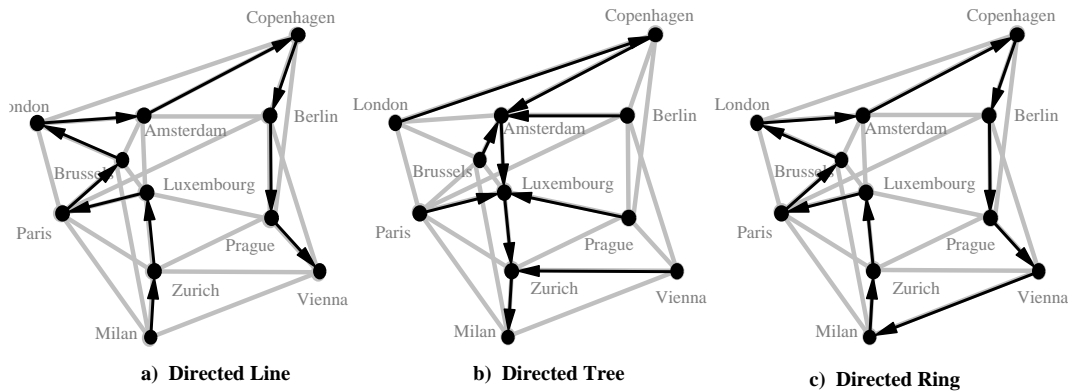 Copenhagen
London
Amsterdam
Berlin
Brussels
Luxembourg
Paris
Prague
Zurich
Vienna
Milan
a) Directed Line
Copenhagen
London
Amsterdam
Berlin
Brussels
Luxembourg
Paris
Prague
Zurich
Vienna
Milan
b) Directed Tree
Copenhagen
London
Amsterdam
Berlin
Brussels
Luxembourg
Paris
Prague
Zurich
Vienna
Milan
c) Directed Ring